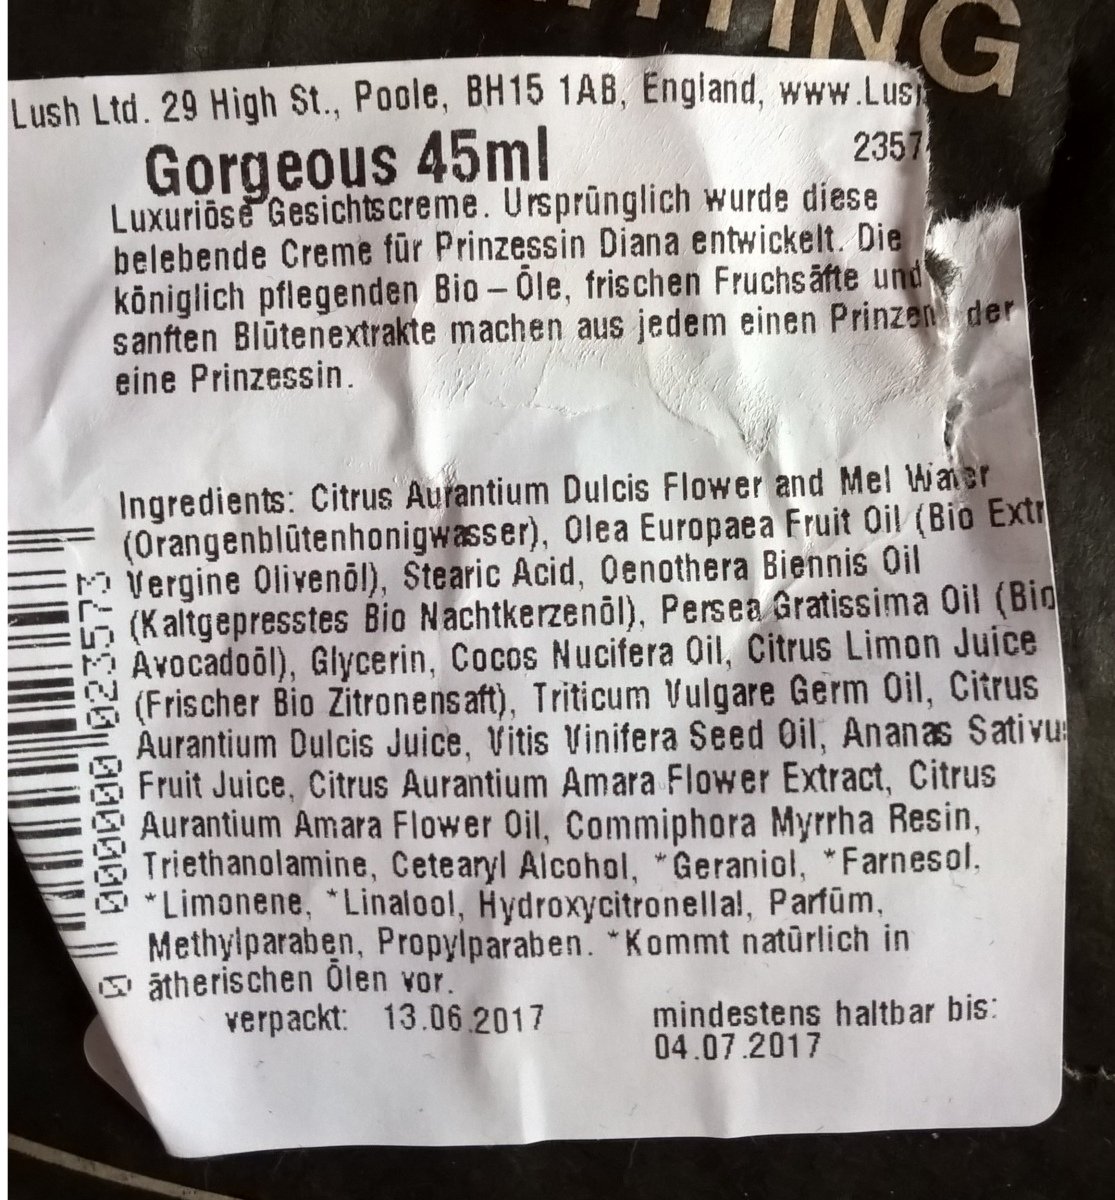 TING
Lush Ltd. 29 High St., Poole, BH15 1AB, England, www.Lus
Gorgeous 45ml
2357
Luxuriöse Gesichtscreme. Ursprünglich wurde diese
belebende Creme für Prinzessin Diana entwickelt. Die
königlich pflegenden Bio – Öle, frischen Fruchsäfte und
sanften Blütenextrakte machen aus jedem einen Prinzen der
eine Prinzessin.
Ingredients: Citrus Aurantium Dulcis Flower and Mel Water
(Orangenblütenhonigwasser), Olea Europaea Fruit Oil (Bio Extr
Vergine Olivenöl), Stearic Acid, Oenothera Biennis Oil
(Kaltgepresstes Bio Nachtkerzenöl), Persea Gratissima Oil (Bio
Avocadoöl), Glycerin, Cocos Nucifera Oil, Citrus Limon Juice
(Frischer Bio Zitronensaft), Triticum Vulgare Germ Oil, Citrus
Aurantium Dulcis Juice, Vitis Vinifera Seed Oil, Ananas Sativus
Fruit Juice, Citrus Aurantium Amara Flower Extract, Citrus
Aurantium Amara Flower Oil, Commiphora Myrrha Resin,
Triethanolamine, Cetearyl Alcohol, *Geraniol, *Farnesol,
*Limonene, *Linalool, Hydroxycitronellal, Parfüm,
Methylparaben, Propylparaben. *Kommt natürlich in
ätherischen Ölen vor.
verpackt: 13.06.2017
mindestens haltbar bis:
04.07.2017